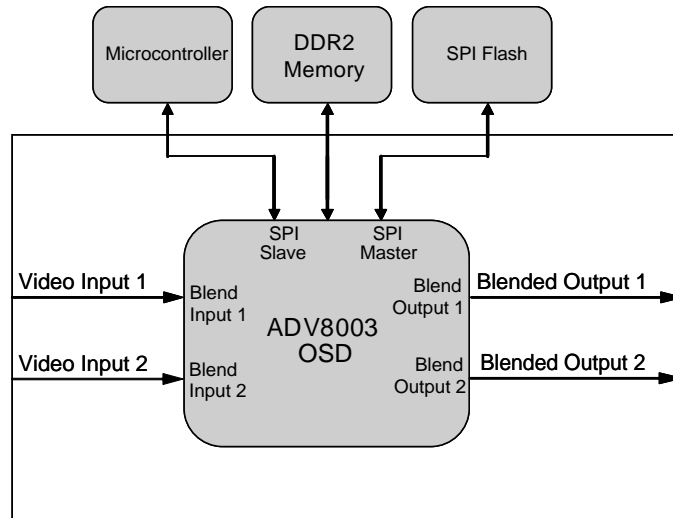 Microcontroller
DDR2
Memory
SPI Flash
SPI
Slave
SPI
Master
Video Input 1
Blend
Input 1
Blend
Output 1
Blended Output 1
ADV8003
OSD
Video Input 2
Blend
Input 2
Blend
Output 2
Blended Output 2